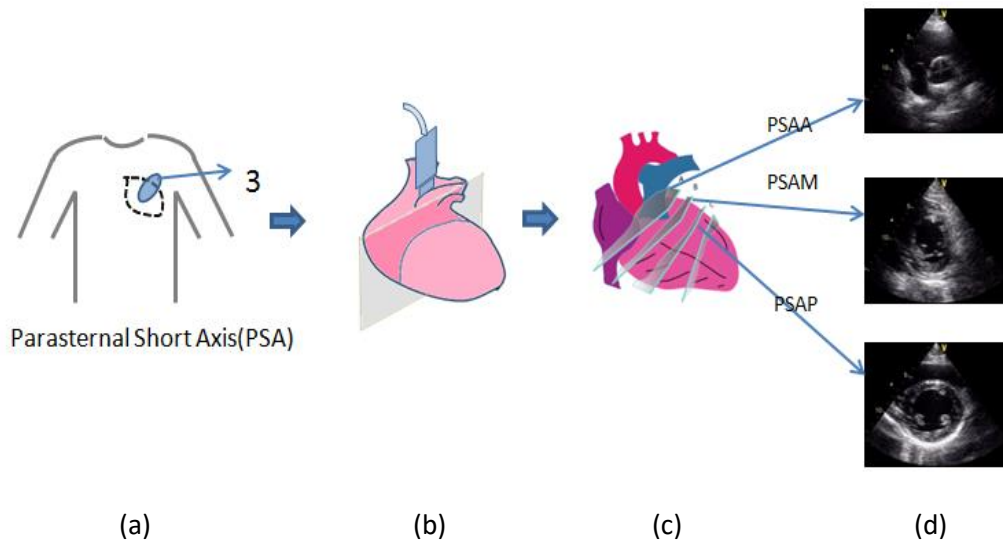 PSAA
3
PSAM
PSAP
Parasternal Short Axis(PSA)
V
V
V
(a) (b) (c) (d)